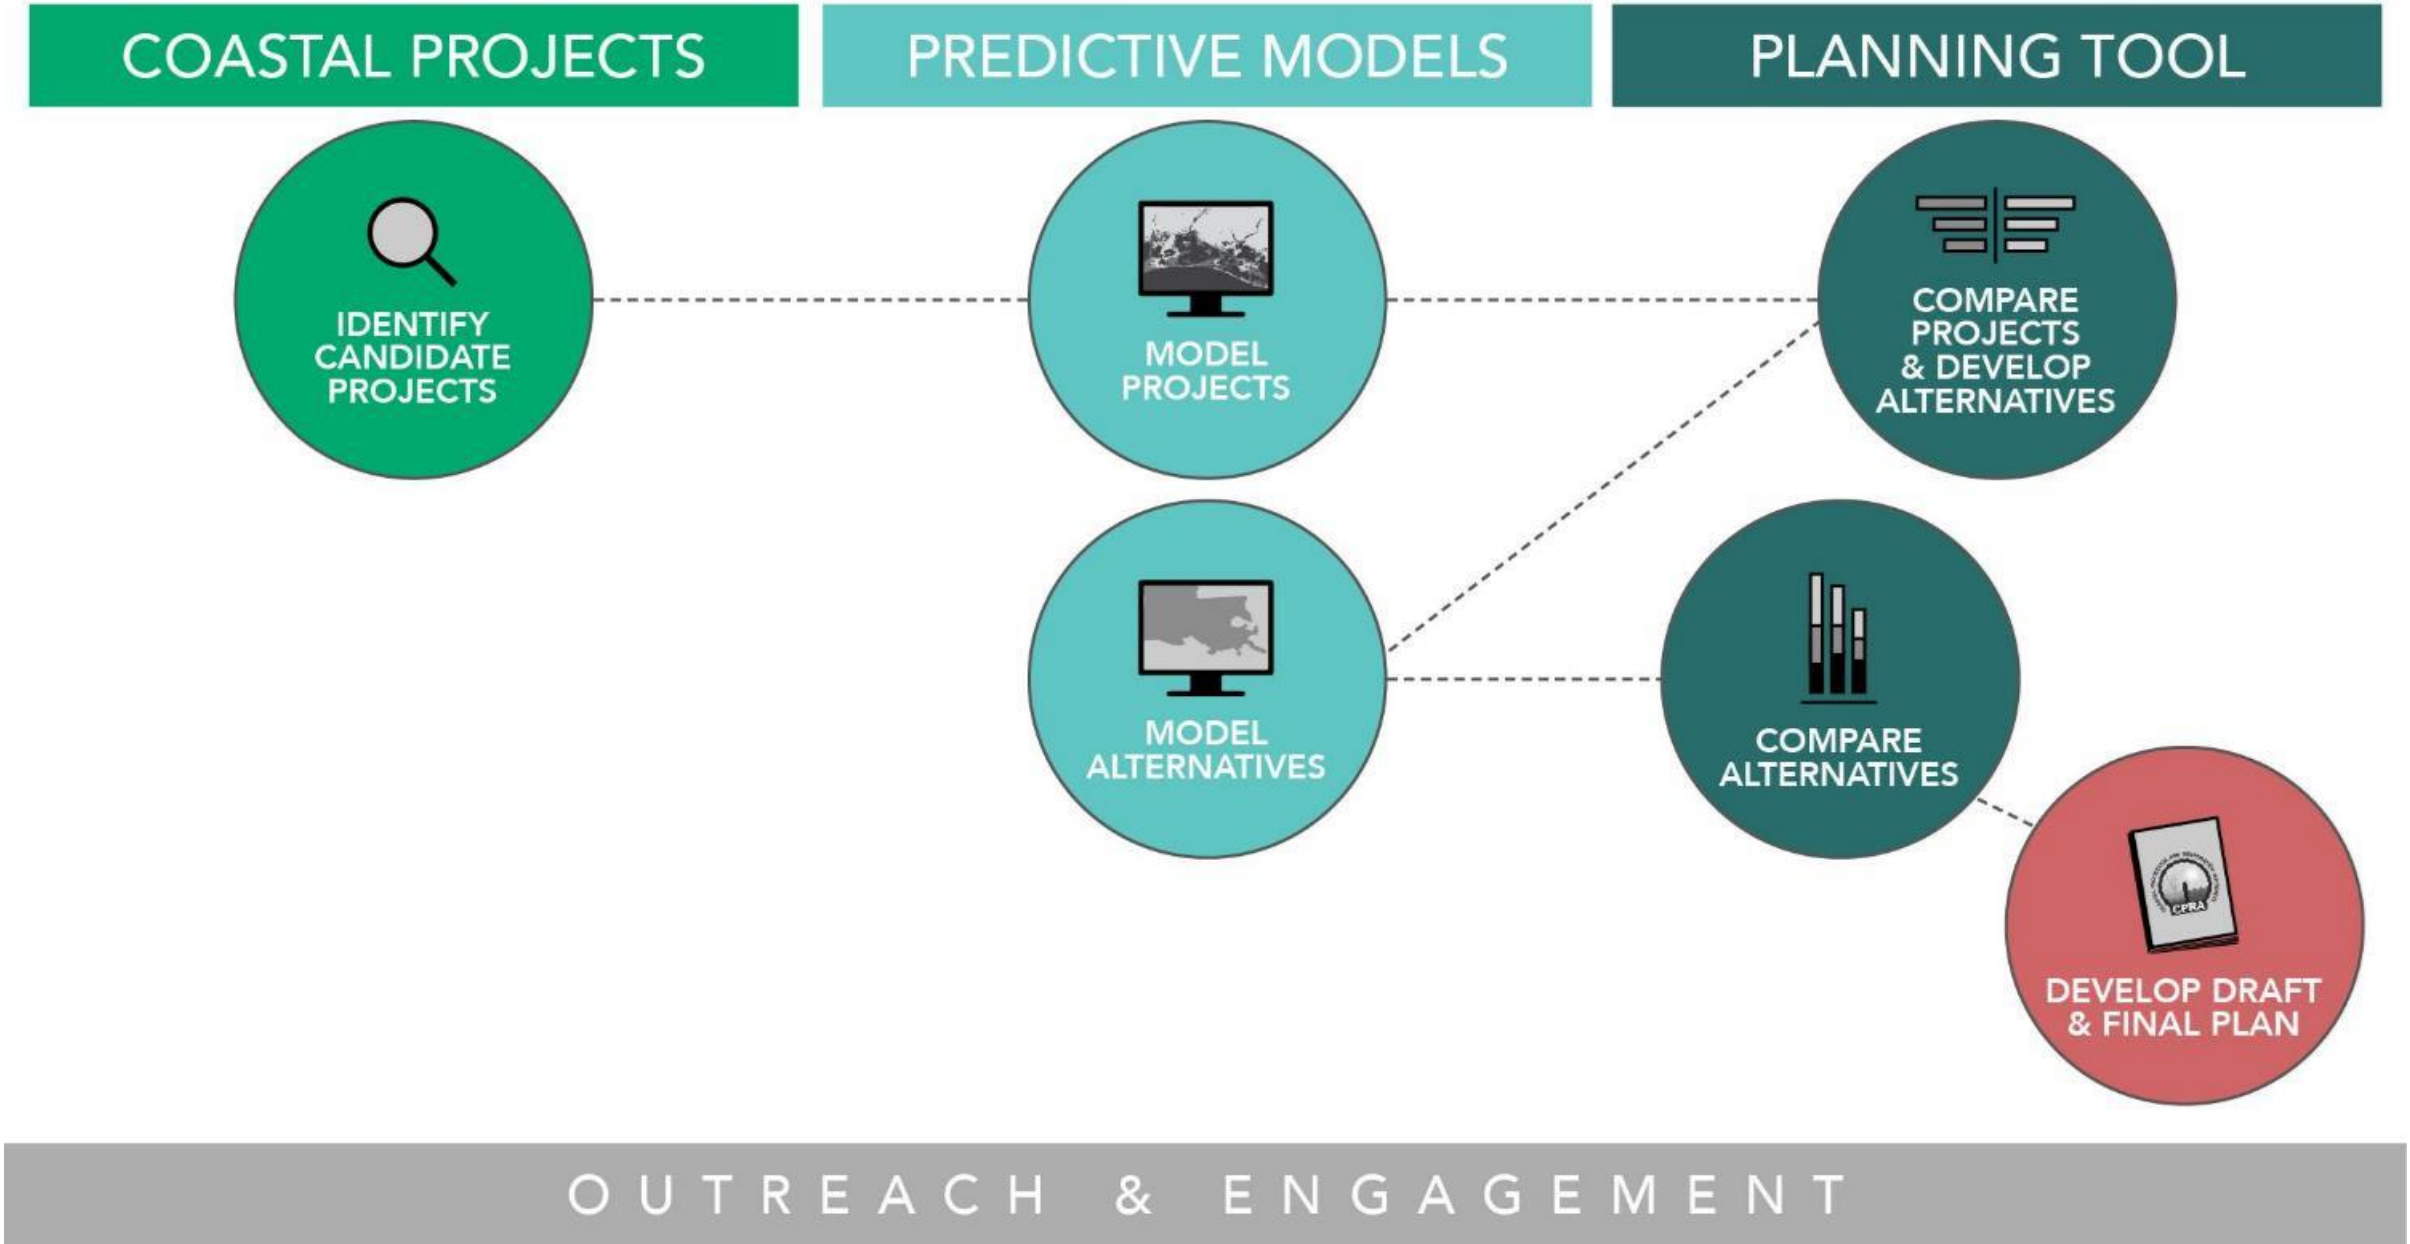 COASTAL PROJECTS
PREDICTIVE MODELS
PLANNING TOOL
IDENTIFY
CANDIDATE
PROJECTS
MODEL
PROJECTS
COMPARE
PROJECTS
& DEVELOP
ALTERNATIVES
MODEL
ALTERNATIVES
COMPARE
ALTERNATIVES
CPRA
DEVELOP DRAFT
& FINAL PLAN
OUTREACH & ENGAGEMENT